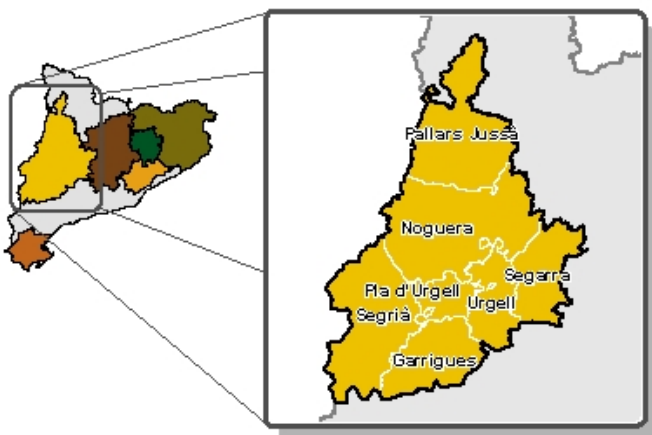 Pallars Jussà
Noguera
Segarra
Pla d'Urgell
Urgell
Segrià
Garrigues